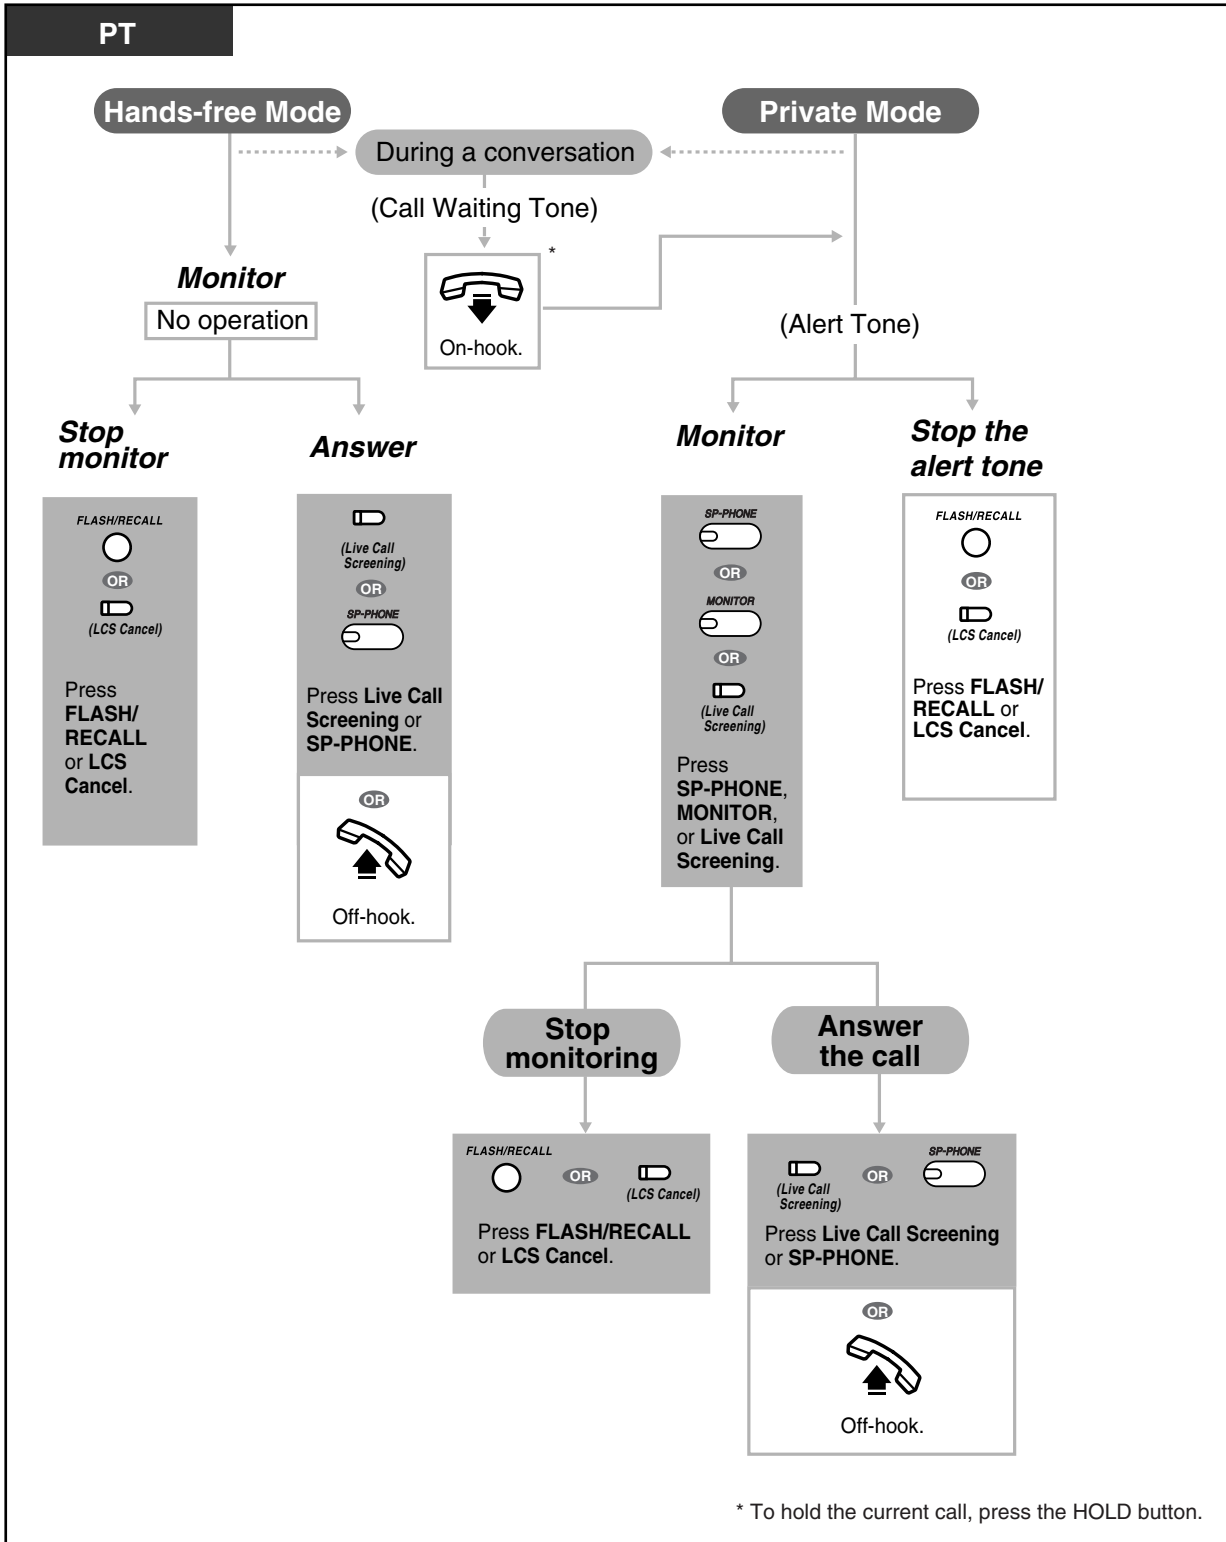 PT
Hands-free Mode
Private Mode
During a conversation
(Call Waiting Tone)
*
On-hook.
Monitor
No operation
(Alert Tone)
Stop
monitor
FLASH/RECALL
OR
(LCS Cancel)
Press
FLASH/
RECALL
or LCS
Cancel.
Answer
(Live Call
Screening)
OR
SP-PHONE
Press Live Call
Screening or
SP-PHONE.
OR
Off-hook.
Monitor
SP-PHONE
OR
MONITOR
OR
(Live Call
Screening)
Press
SP-PHONE,
MONITOR,
or Live Call
Screening.
Stop the
alert tone
FLASH/RECALL
OR
(LCS Cancel)
Press FLASH/
RECALL or
LCS Cancel.
Stop
monitoring
FLASH/RECALL
OR
(LCS Cancel)
Press FLASH/RECALL
or LCS Cancel.
Answer
the call
(Live Call
Screening)
OR
SP-PHONE
Press Live Call Screening
or SP-PHONE.
OR
Off-hook.
* To hold the current call, press the HOLD button.